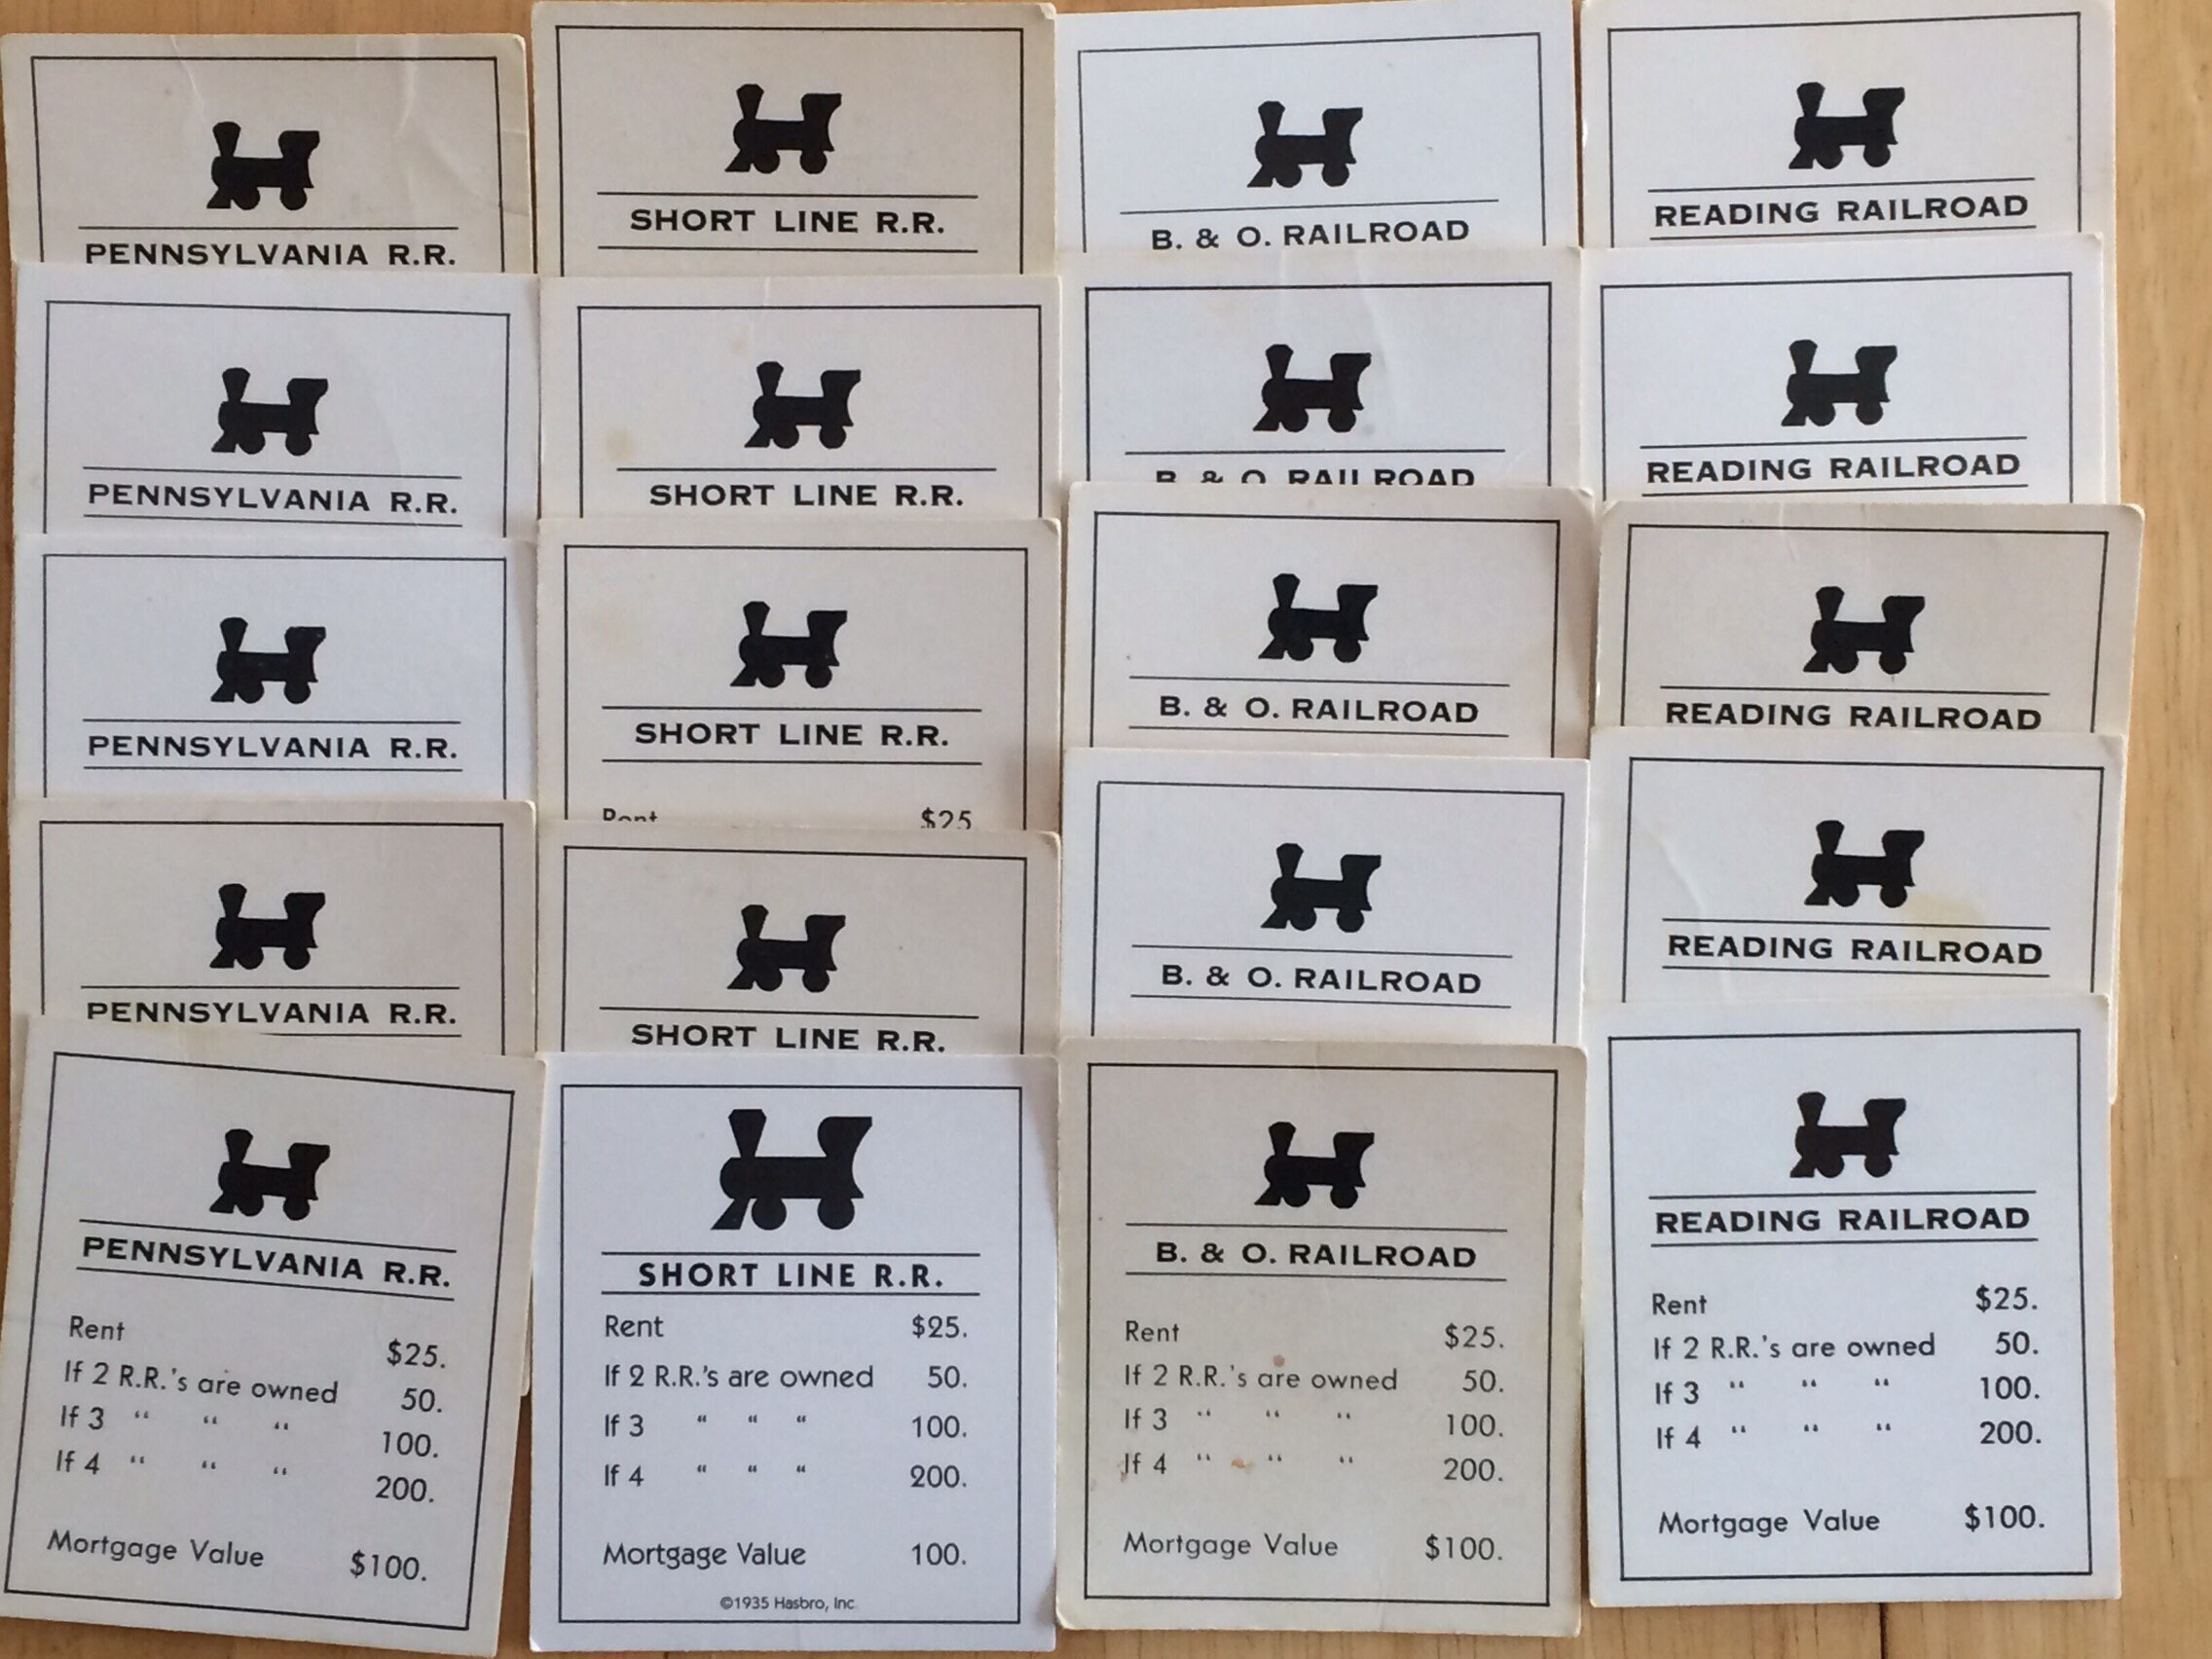 PENNSYLVANIA R.R.
PENNSYLVANIA R.R.
PENNSYLVANIA R.R.
PENNSYLVANIA R.R.
PENNSYLVANIA R.R.
Rent $25.
If 2 R.R.'s are owned 50.
If 3 " " " 100.
If 4 " " " 200.
Mortgage Value $100.
SHORT LINE R.R.
SHORT LINE R.R.
SHORT LINE R.R.
Rent $25
SHORT LINE R.R.
SHORT LINE R.R.
Rent $25.
If 2 R.R.'s are owned 50.
If 3 " " " 100.
If 4 " " " 200.
Mortgage Value 100.
©1935 Hasbro, Inc
B. & O. RAILROAD
B. & O. RAILROAD
B. & O. RAILROAD
B. & O. RAILROAD
B. & O. RAILROAD
Rent $25.
If 2 R.R.'s are owned 50.
If 3 " " " 100.
If 4 " " " 200.
Mortgage Value $100.
READING RAILROAD
READING RAILROAD
READING RAILROAD
READING RAILROAD
READING RAILROAD
Rent $25.
If 2 R.R.'s are owned 50.
If 3 " " " 100.
If 4 " " " 200.
Mortgage Value $100.